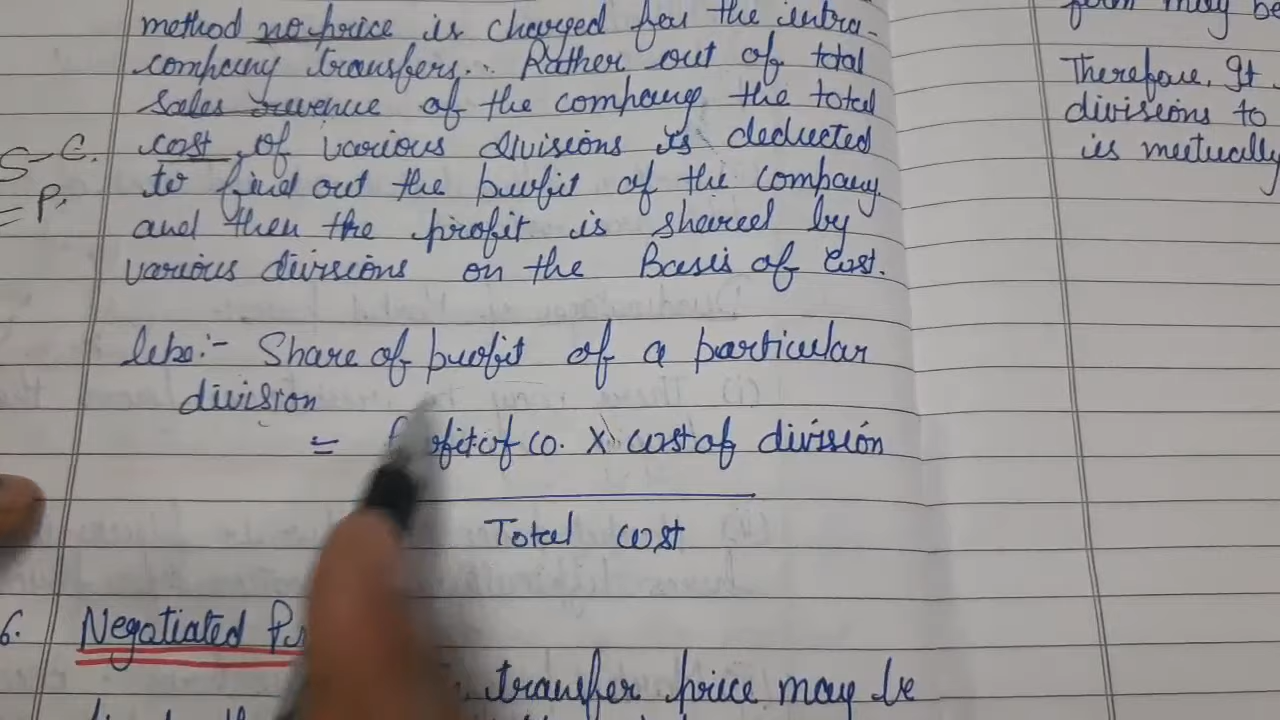 method no price is charged for the intra-
company transfers. Rather out of total
sales revenue of the company the total
cost of various divisions is deducted
to find out the profit of the company
and then the profit is shared by
various divisions on the Basis of Cost.
S-C.
= P.
Share of profit of a particular
division
= of co. X cost of division
Total cost
6. Negotiated
transfer price may be
may be
Therefore, It
divisions to
is mutually